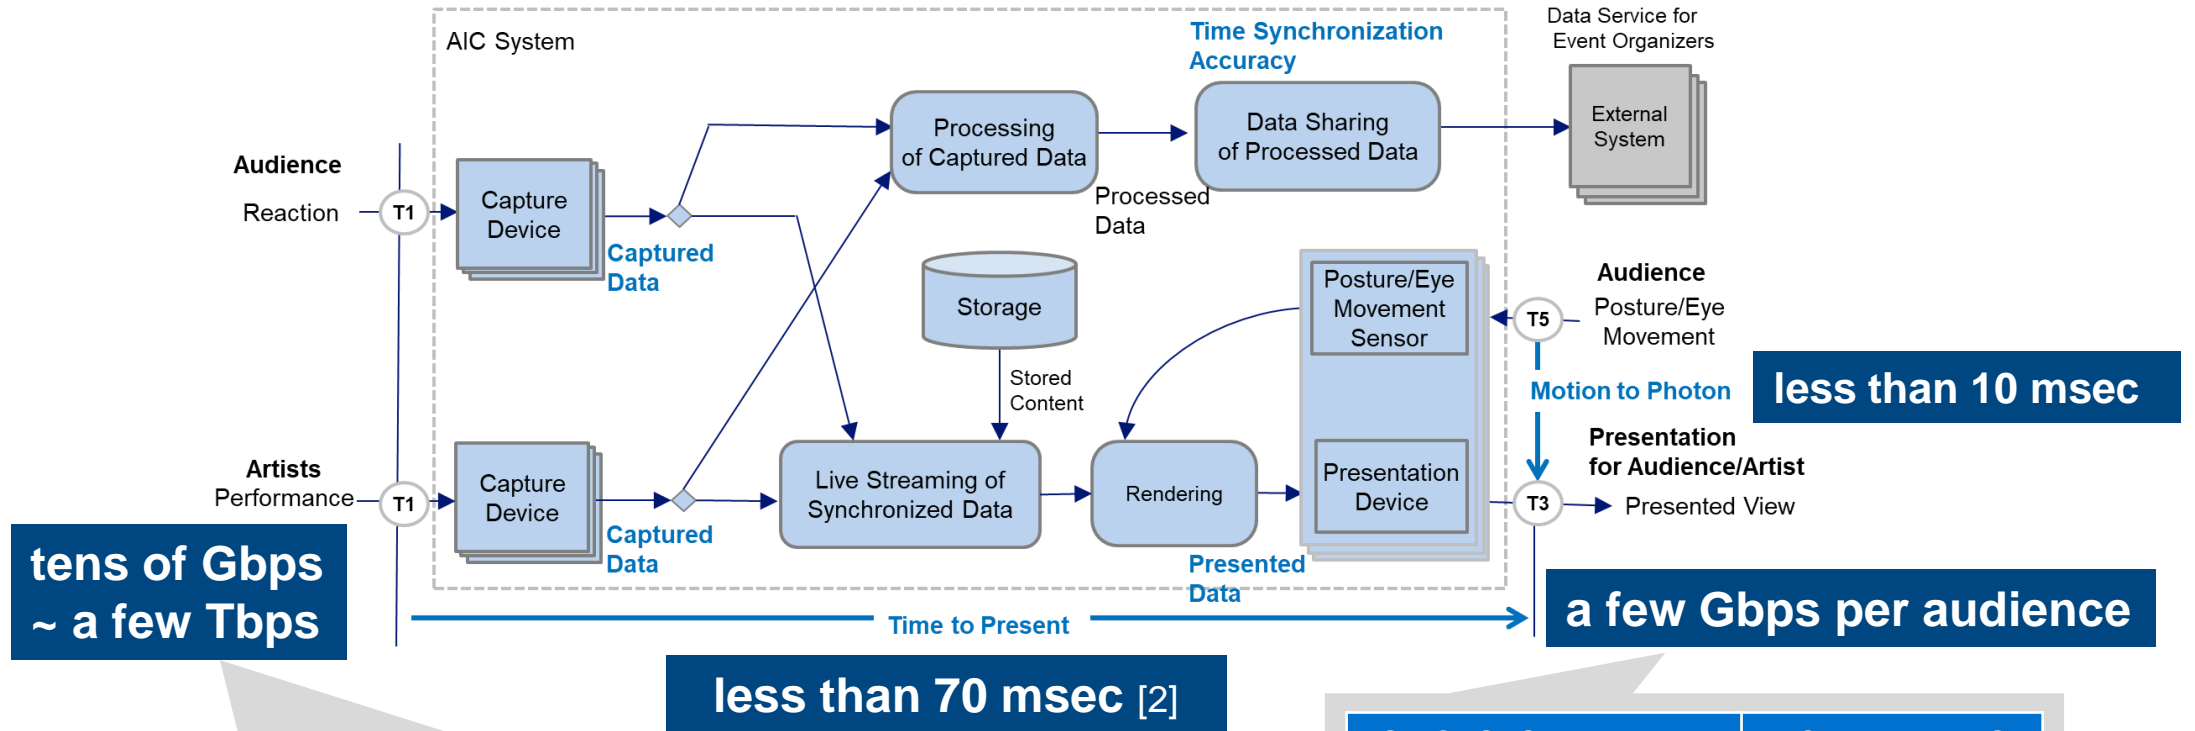 AIC System
Time Synchronization
Accuracy
Data Service for
Event Organizers
External
System
Processing
of Captured Data
Data Sharing
of Processed Data
Processed
Data
Audience
Reaction
T1
Capture
Device
Captured
Data
Storage
Stored
Content
Posture/Eye
Movement
Sensor
T5
Audience
Posture/Eye
Movement
Motion to Photon
less than 10 msec
Artists
Performance
T1
Capture
Device
Captured
Data
Live Streaming of
Synchronized Data
Rendering
Presentation
Device
Presented
Data
T3
Presentation
for Audience/Artist
Presented View
tens of Gbps
~ a few Tbps
Time to Present
less than 70 msec [2]
a few Gbps per audience